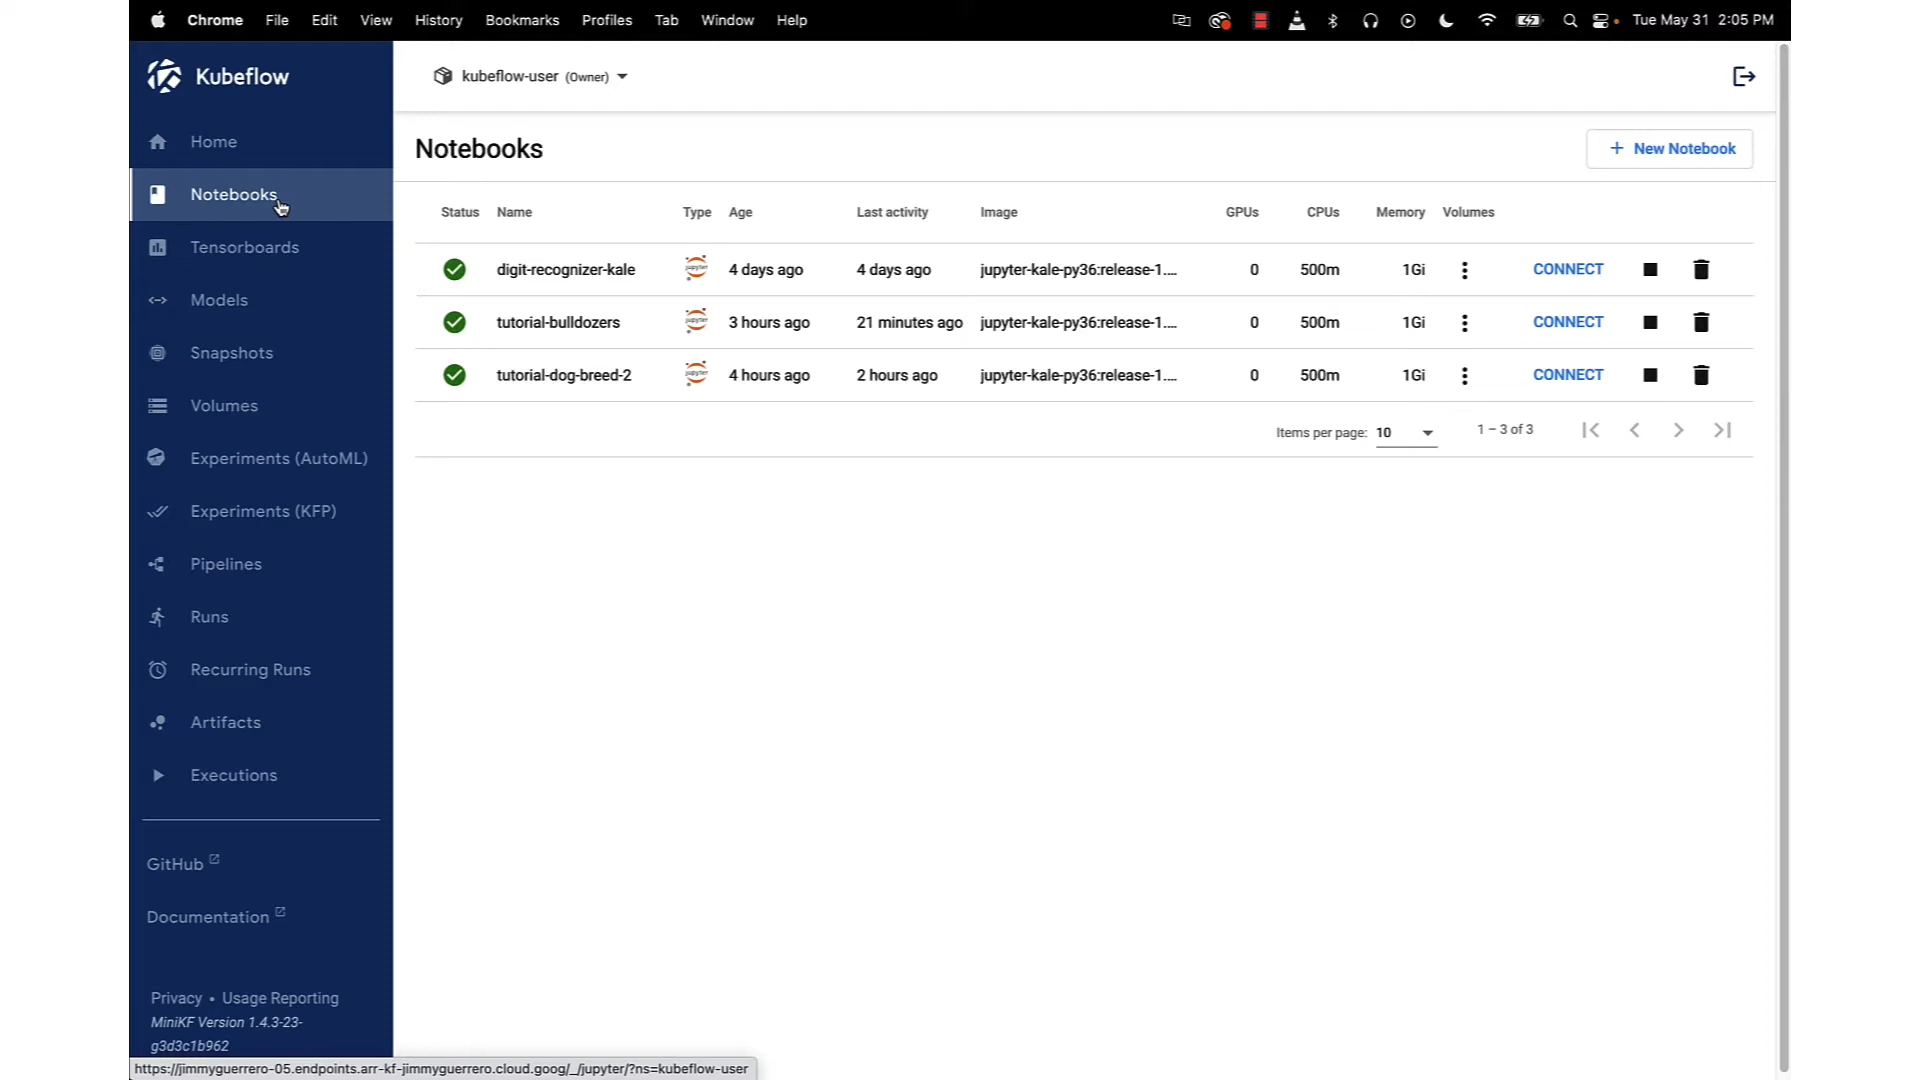 Chrome File Edit View History Bookmarks Profiles Tab Window Help Tue May 31 2:05 PM
Kubeflow
kubeflow-user (Owner)
Home
Notebooks
Tensorboards
Models
Snapshots
Volumes
Experiments (AutoML)
Experiments (KFP)
Pipelines
Runs
Recurring Runs
Artifacts
Executions
GitHub
Documentation
Privacy • Usage Reporting
MiniKF Version 1.4.3-23-
g3d3c1b962
Notebooks
+ New Notebook
Status Name Type Age Last activity Image GPUs CPUs Memory Volumes
digit-recognizer-kale jupyter 4 days ago 4 days ago jupyter-kale-py36:release-1.... 0 500m 1Gi CONNECT
tutorial-bulldozers jupyter 3 hours ago 21 minutes ago jupyter-kale-py36:release-1.... 0 500m 1Gi CONNECT
tutorial-dog-breed-2 jupyter 4 hours ago 2 hours ago jupyter-kale-py36:release-1.... 0 500m 1Gi CONNECT
Items per page: 10 1 – 3 of 3
https://jimmyguerrero-05.endpoints.arr-kf-jimmyguerrero.cloud.goog/_/jupyter/?ns=kubeflow-user